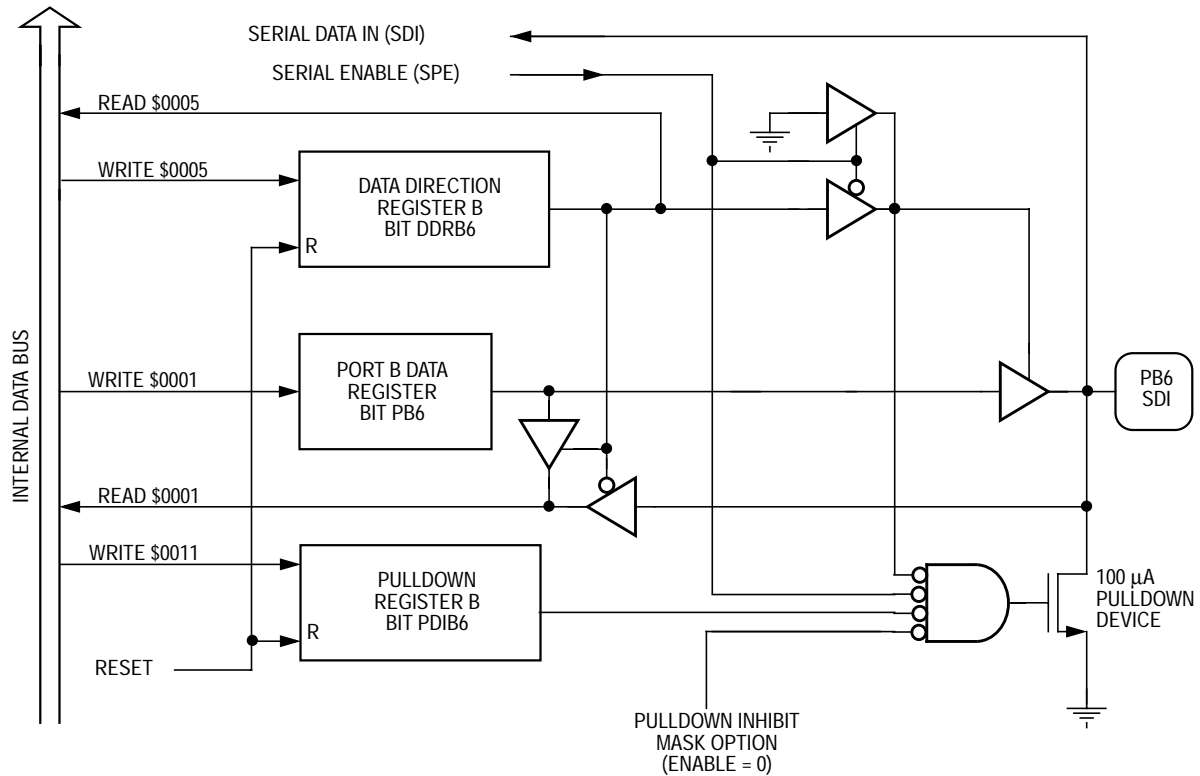 SERIAL DATA IN (SDI)
SERIAL ENABLE (SPE)
READ $0005
WRITE $0005
DATA DIRECTION
REGISTER B
BIT DDRB6
R
INTERNAL DATA BUS
WRITE $0001
PORT B DATA
REGISTER
BIT PB6
PB6
SDI
READ $0001
WRITE $0011
PULLDOWN
REGISTER B
BIT PDIB6
R
100 µA
PULLDOWN
DEVICE
RESET
PULLDOWN INHIBIT
MASK OPTION
(ENABLE = 0)